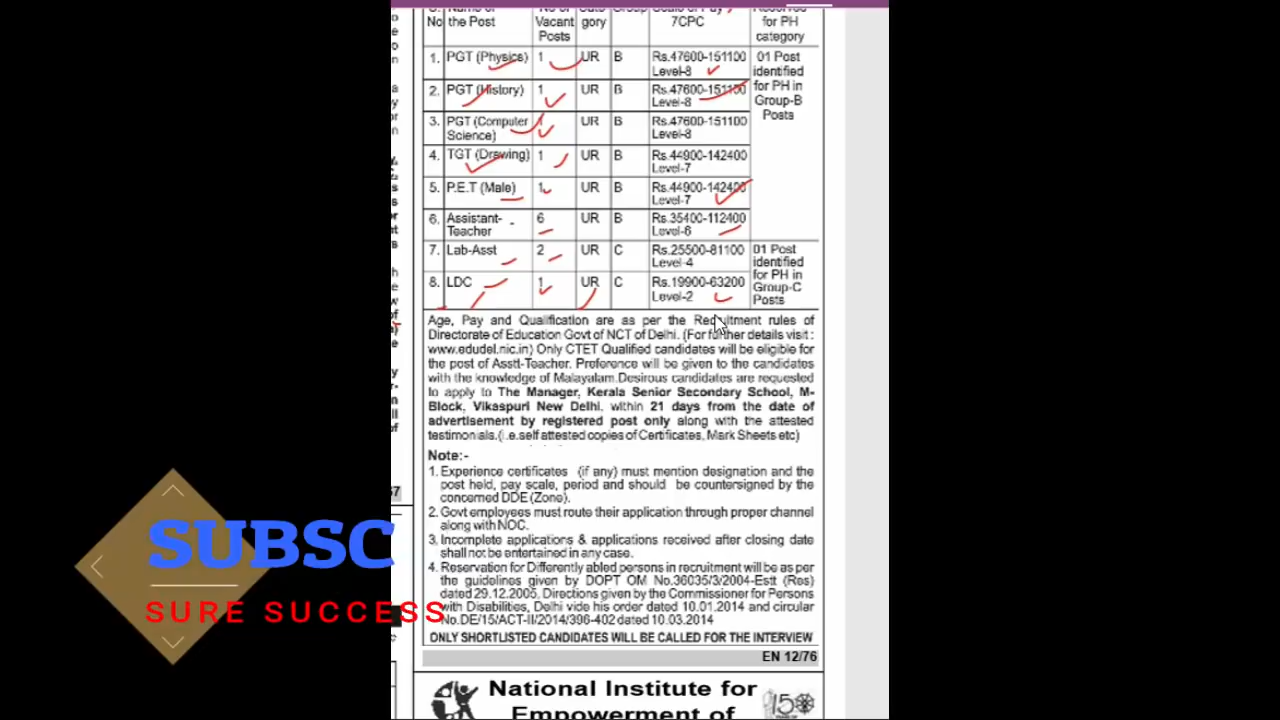 No the Post Vacant gory 7CPC for PH
Posts category
1. PGT (Physics) 1 UR B Rs.47600-151100 01 Post
Level-8 identified
2. PGT (History) 1 UR B Rs.47600-151100 for PH in
Level-8 Group-B
Posts
3. PGT (Computer 1 UR B Rs.47600-151100
Science) Level-8
4. TGT (Drawing) 1 UR B Rs.44900-142400
Level-7
5. P.E.T (Male) 1 UR B Rs.44900-142400
Level-7
6. Assistant- 6 UR B Rs.35400-112400
Teacher Level-6
7. Lab-Asst 2 UR C Rs.25500-81100 01 Post
Level-4 identified
8. LDC 1 UR C Rs.19900-63200 for PH in
Level-2 Group-C
Posts
Age, Pay and Qualification are as per the Recruitment rules of
Directorate of Education Govt of NCT of Delhi. (For further details visit :
www.edudel.nic.in) Only CTET Qualified candidates will be eligible for
the post of Asstt-Teacher. Preference will be given to the candidates
with the knowledge of Malayalam.Desirous candidates are requested
to apply to The Manager, Kerala Senior Secondary School, M-
Block, Vikaspuri New Delhi. within 21 days from the date of
advertisement by registered post only along with the attested
testimonials.(i.e.self attested copies of Certificates, Mark Sheets etc)
Note:-
1. Experience certificates (if any) must mention designation and the
post held, pay scale, period and should be countersigned by the
concerned DDE (Zone).
2. Govt employees must route their application through proper channel
along with NOC.
3. Incomplete applications & applications received after closing date
shall not be entertained in any case.
4. Reservation for Differently abled persons in recruitment will be as per
the guidelines given by DOPT OM No.36035/3/2004-Estt (Res)
dated 29.12.2005, Directions given by the Commissioner for Persons
with Disabilities, Delhi vide his order dated 10.01.2014 and circular
No.DE/15/ACT-II/2014/396-402 dated 10.03.2014
ONLY SHORTLISTED CANDIDATES WILL BE CALLED FOR THE INTERVIEW
EN 12/76
National Institute for
Empowerment of
SUBSC
SURE SUCCESS